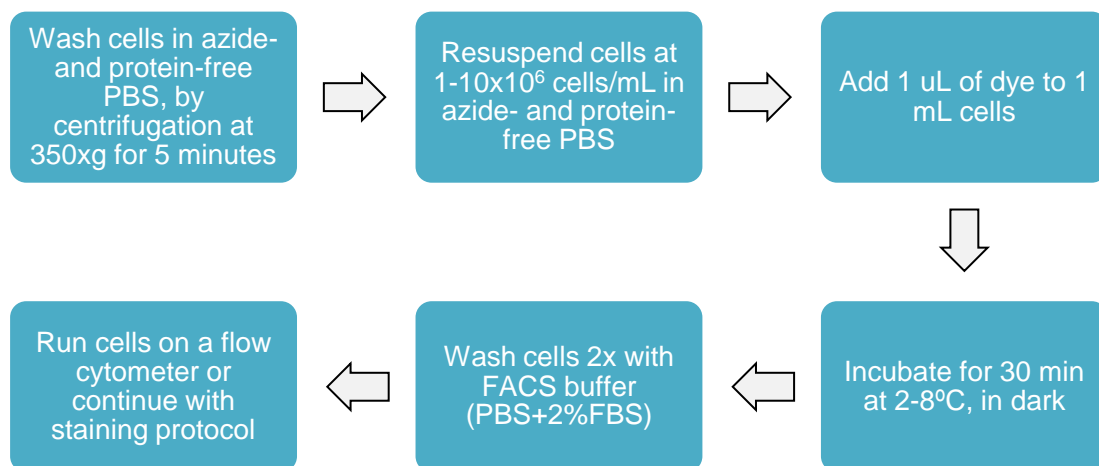 Wash cells in azide-
and protein-free
PBS, by
centrifugation at
350xg for 5 minutes
Resuspend cells at
1-10x10⁶ cells/mL in
azide- and protein-
free PBS
Add 1 uL of dye to 1
mL cells
Incubate for 30 min
at 2-8ºC, in dark
Wash cells 2x with
FACS buffer
(PBS+2%FBS)
Run cells on a flow
cytometer or
continue with
staining protocol